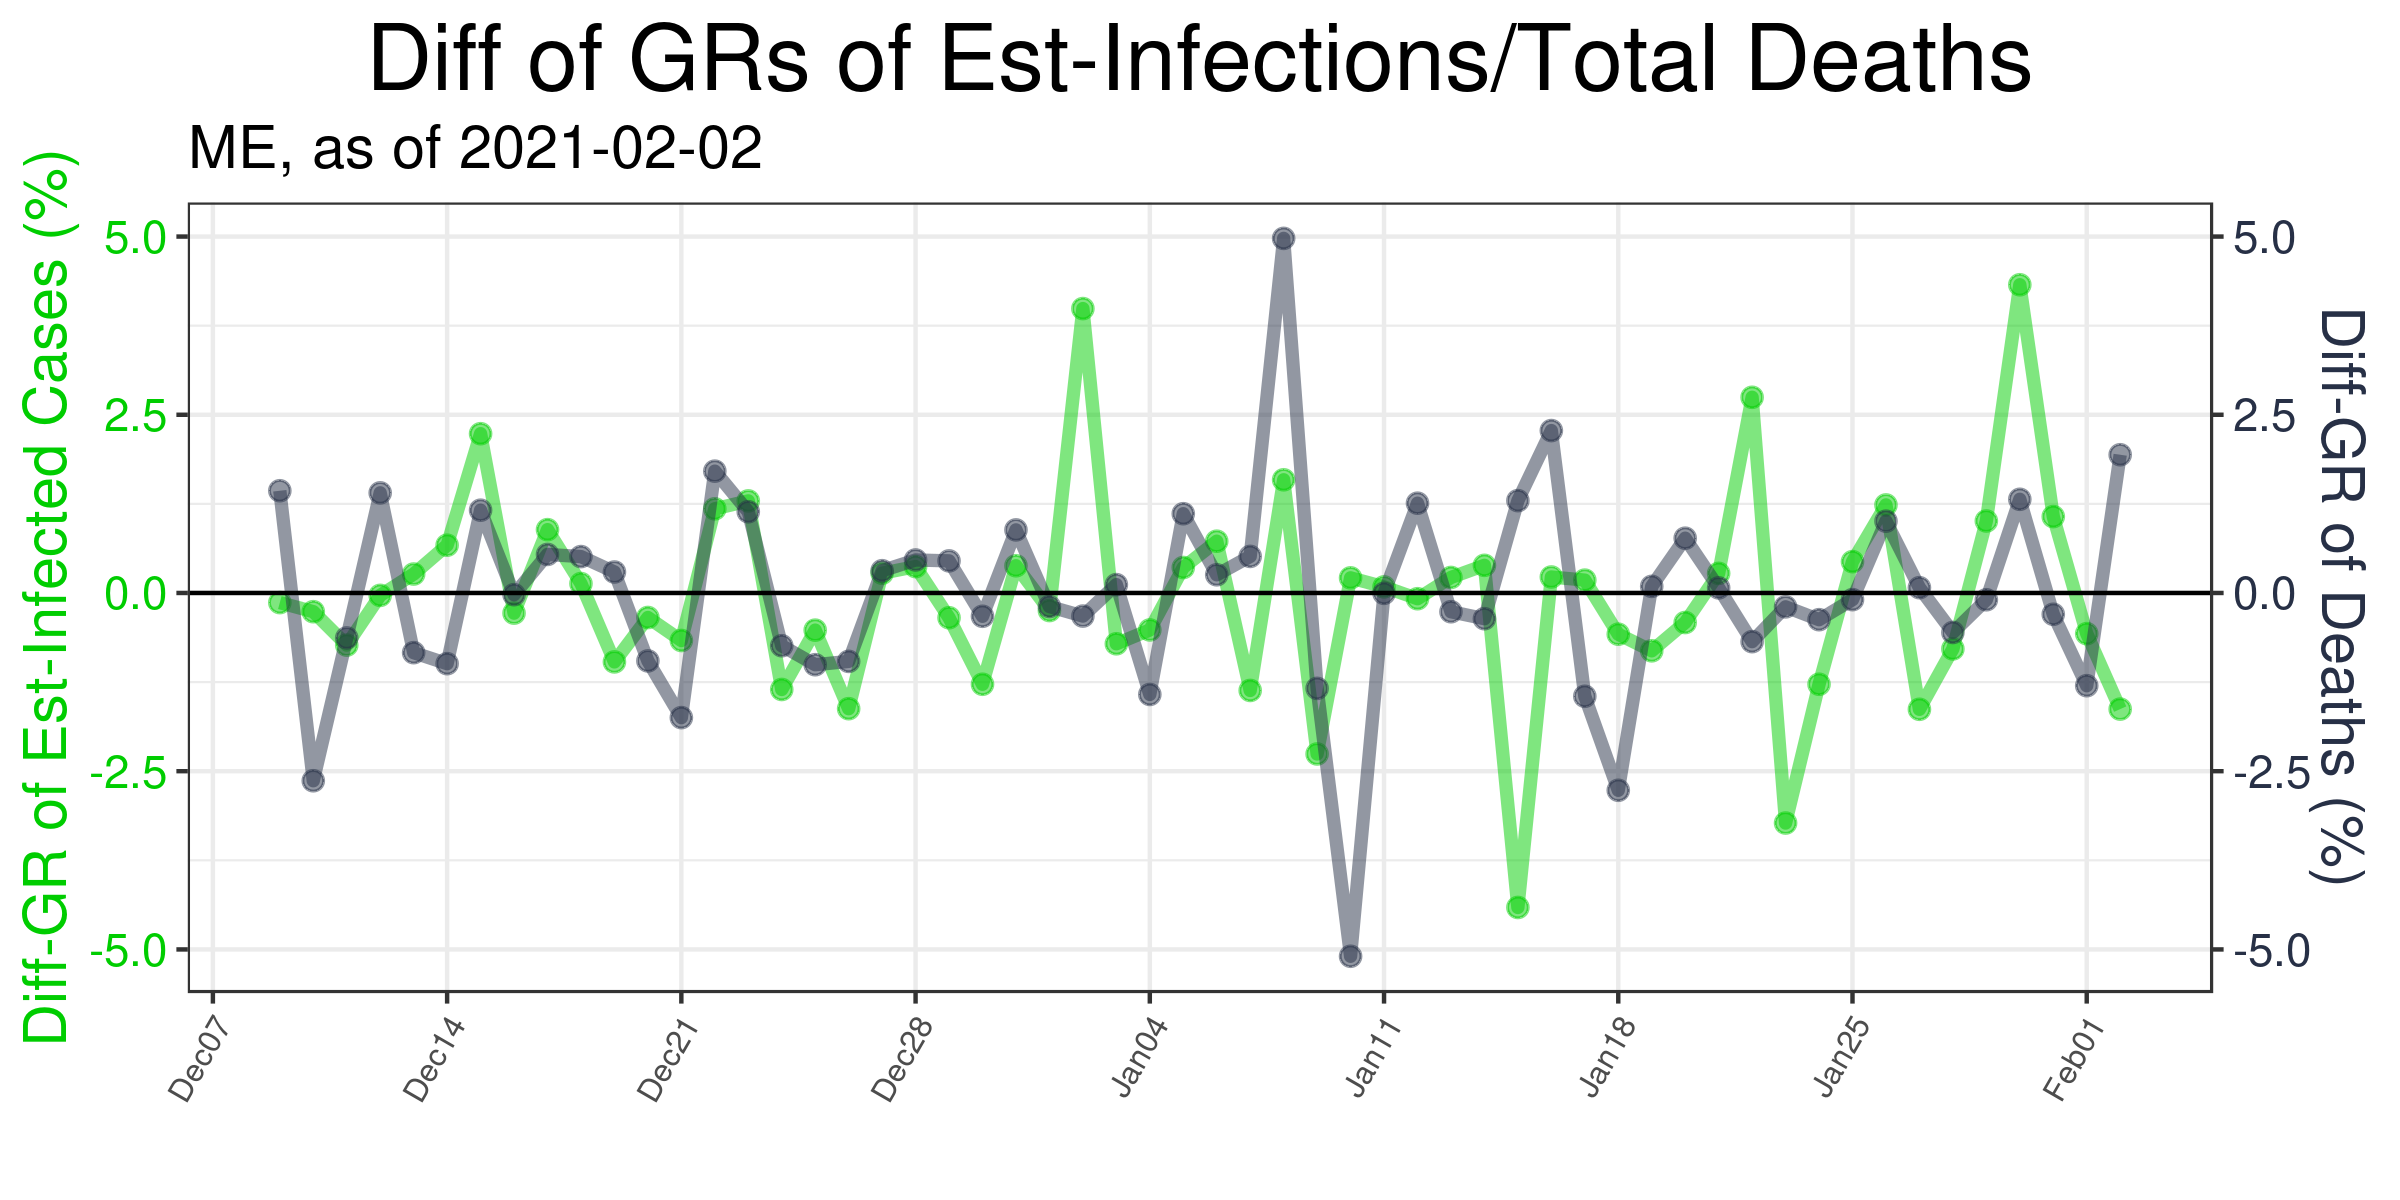 Diff of GRs of Est-Infections/Total Deaths
ME, as of 2021-02-02
Diff-GR of Est-Infected Cases (%)
5.0
2.5
0.0
-2.5
-5.0
5.0
2.5
0.0
-2.5
-5.0
Diff-GR of Deaths (%)
Dec07
Dec14
Dec21
Dec28
Jan04
Jan11
Jan18
Jan25
Feb01